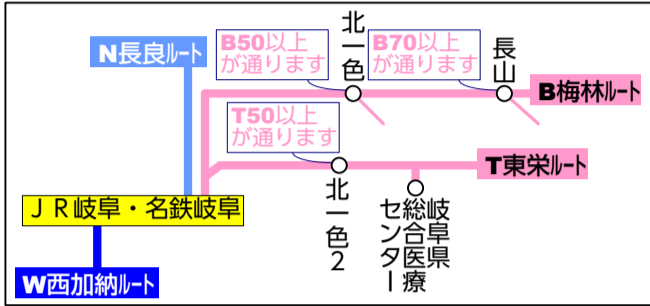 N長良ルート
B50以上
が通ります
北一色
B70以上
が通ります
長山
B梅林ルート
T50以上
が通ります
T東栄ルート
北一色2
岐阜県
総合医療
センター
JR岐阜・名鉄岐阜
W西加納ルート